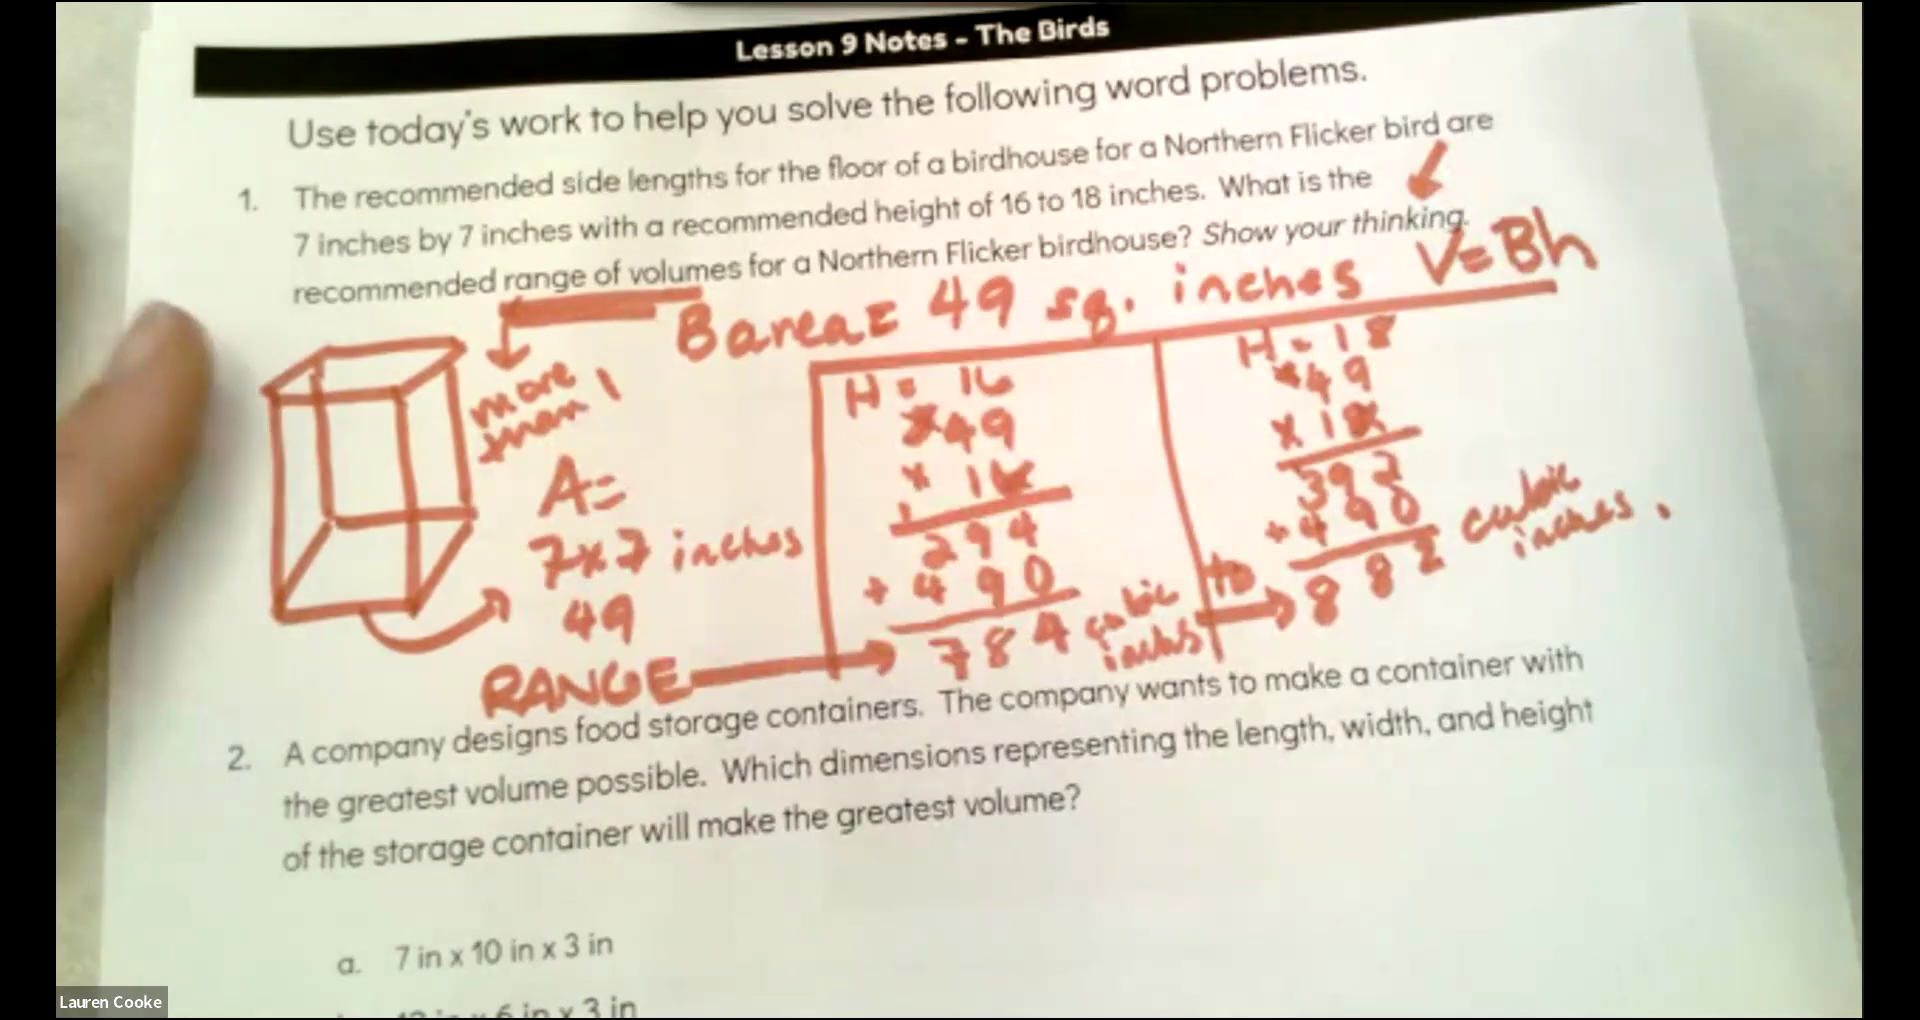 Lesson 9 Notes - The Birds
Use today's work to help you solve the following word problems.
1. The recommended side lengths for the floor of a birdhouse for a Northern Flicker bird are
7 inches by 7 inches with a recommended height of 16 to 18 inches. What is the
recommended range of volumes for a Northern Flicker birdhouse? Show your thinking.
V=Bh
B area= 49 sq. inches
more
than 1
A=
7x7 inches
49
RANGE
H= 16
49
x 16
294
+ 490
784 cubic
inches
to
H= 18
49
x 18
392
+ 490
882 cubic
inches.
2. A company designs food storage containers. The company wants to make a container with
the greatest volume possible. Which dimensions representing the length, width, and height
of the storage container will make the greatest volume?
a. 7 in x 10 in x 3 in
6 in x 3 in
Lauren Cooke